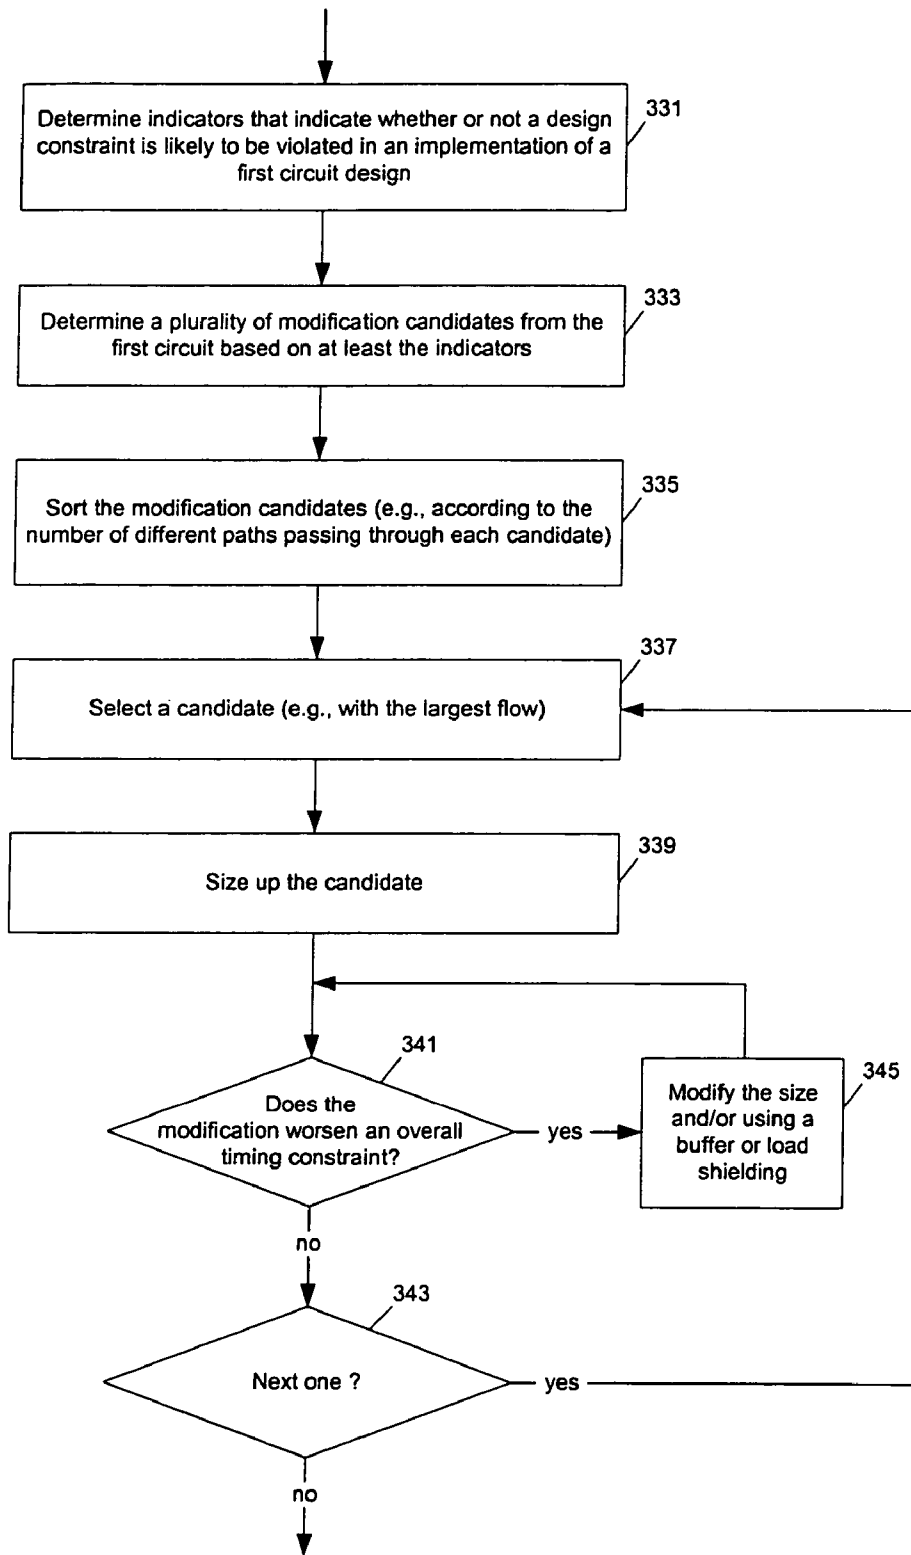 Determine indicators that indicate whether or not a design
constraint is likely to be violated in an implementation of a
first circuit design
331
Determine a plurality of modification candidates from the
first circuit based on at least the indicators
333
Sort the modification candidates (e.g., according to the
number of different paths passing through each candidate)
335
Select a candidate (e.g., with the largest flow)
337
Size up the candidate
339
341
Does the
modification worsen an overall
timing constraint?
yes
Modify the size
and/or using a
buffer or load
shielding
345
no
343
Next one ?
yes
no